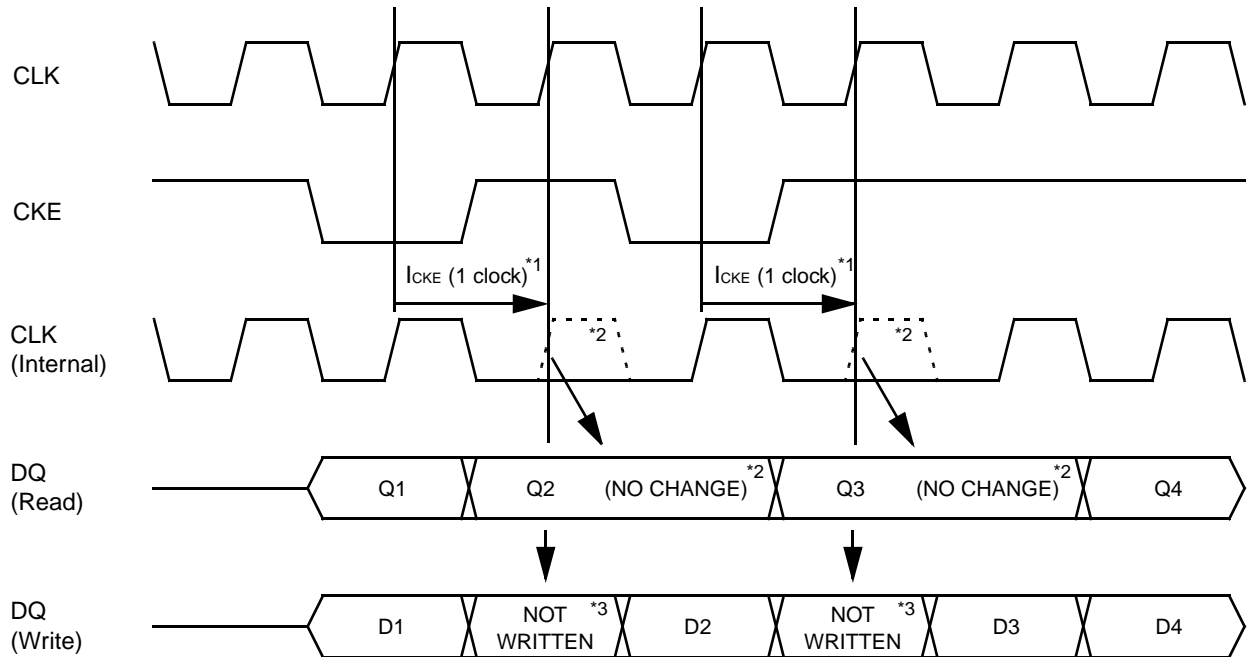 CLK
CKE
ICKE (1 clock)*1
ICKE (1 clock)*1
CLK
(Internal)
*2
*2
DQ
(Read)
Q1
Q2
(NO CHANGE)*2
Q3
(NO CHANGE)*2
Q4
DQ
(Write)
D1
NOT *3
WRITTEN
D2
NOT *3
WRITTEN
D3
D4